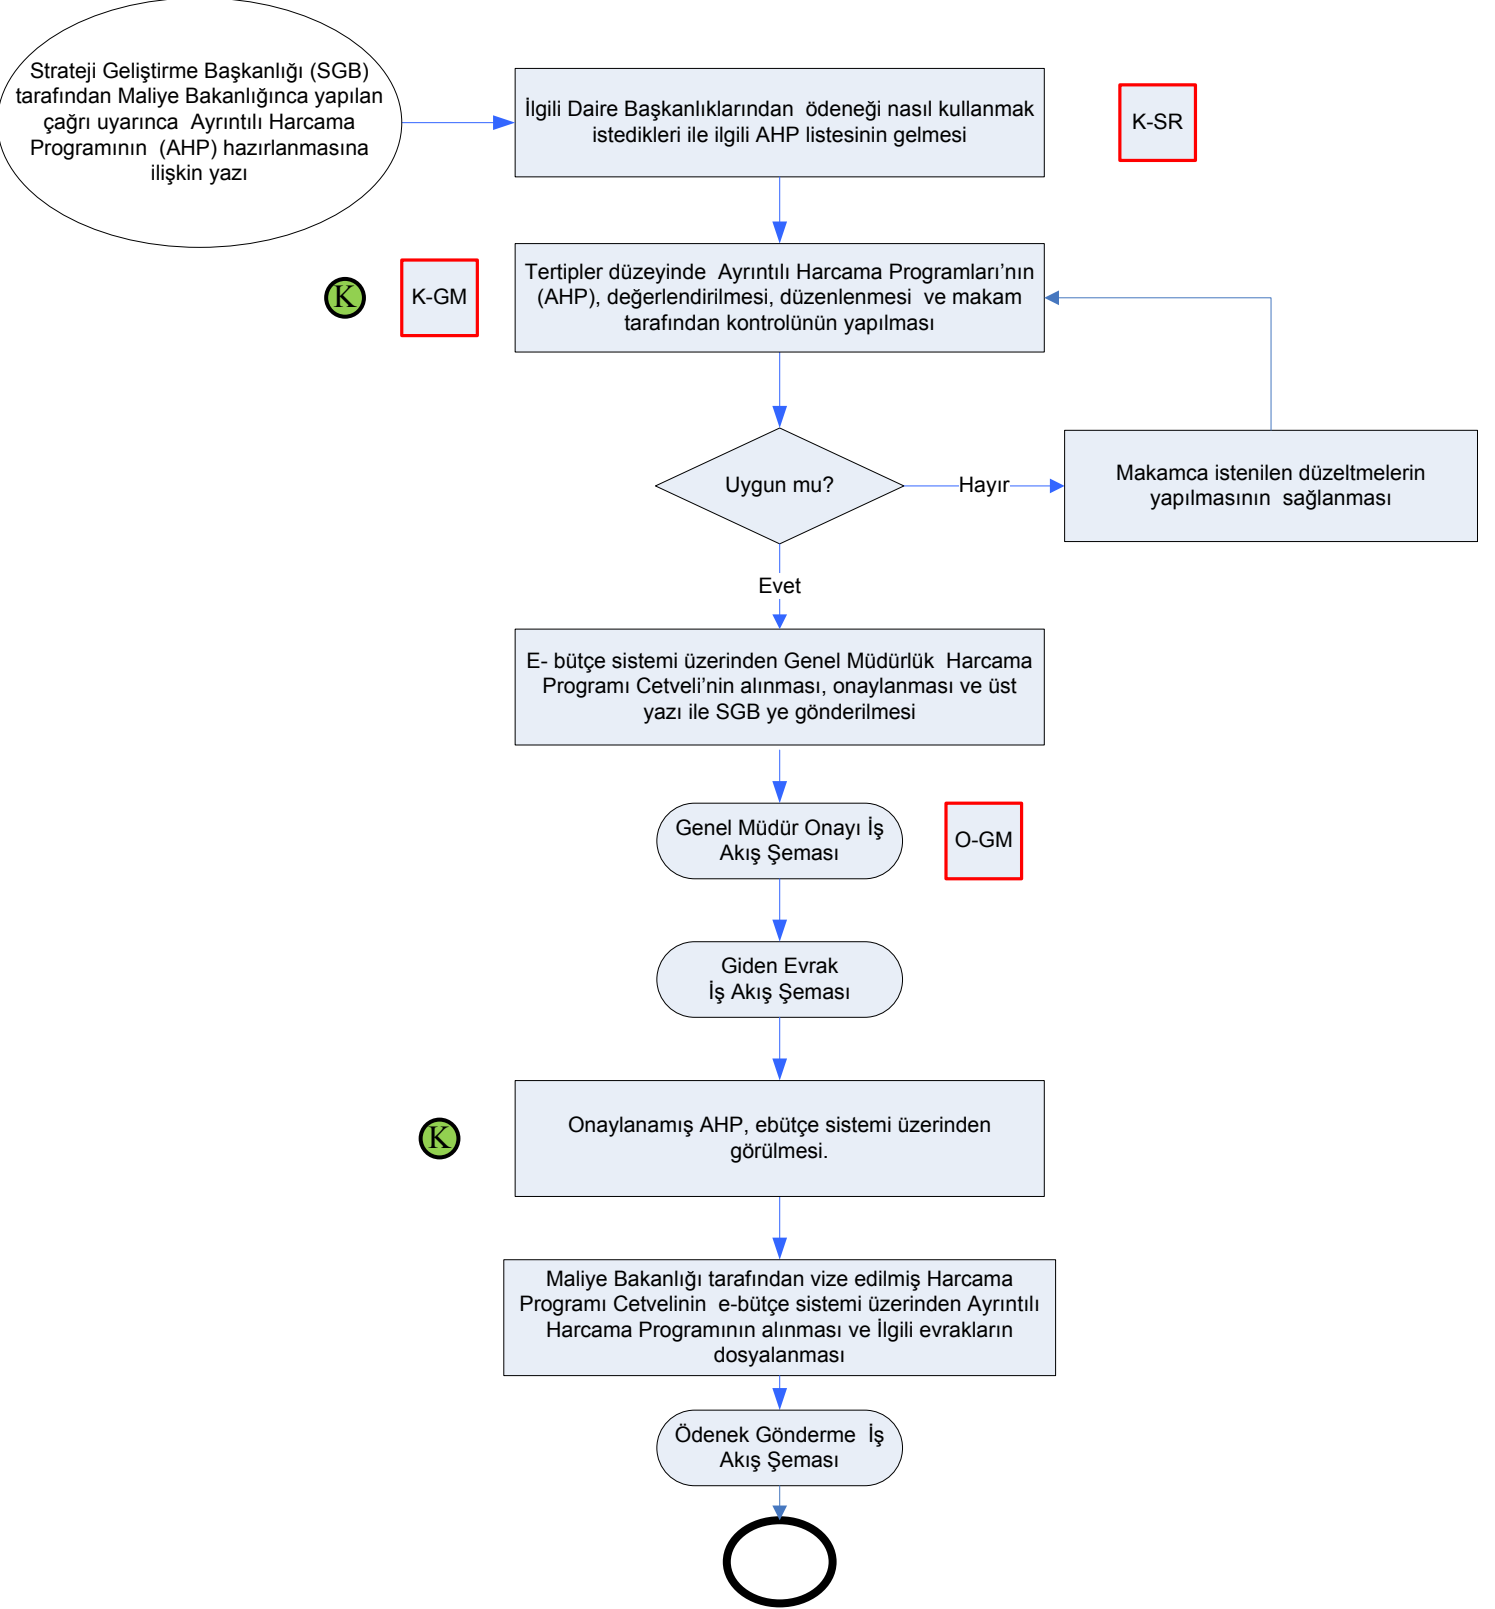 Strateji Geliştirme Başkanlığı (SGB)
tarafından Maliye Bakanlığınca yapılan
çağrı uyarınca Ayrıntılı Harcama
Programının (AHP) hazırlanmasına
ilişkin yazı
İlgili Daire Başkanlıklarından ödeneği nasıl kullanmak
istedikleri ile ilgili AHP listesinin gelmesi
K-SR
K
K-GM
Tertipler düzeyinde Ayrıntılı Harcama Programları’nın
(AHP), değerlendirilmesi, düzenlenmesi ve makam
tarafından kontrolünün yapılması
Uygun mu?
Hayır
Makamca istenilen düzeltmelerin
yapılmasının sağlanması
Evet
E- bütçe sistemi üzerinden Genel Müdürlük Harcama
Programı Cetveli’nin alınması, onaylanması ve üst
yazı ile SGB ye gönderilmesi
Genel Müdür Onayı İş
Akış Şeması
O-GM
Giden Evrak
İş Akış Şeması
K
Onaylanamış AHP, ebütçe sistemi üzerinden
görülmesi.
Maliye Bakanlığı tarafından vize edilmiş Harcama
Programı Cetvelinin e-bütçe sistemi üzerinden Ayrıntılı
Harcama Programının alınması ve İlgili evrakların
dosyalanması
Ödenek Gönderme İş
Akış Şeması